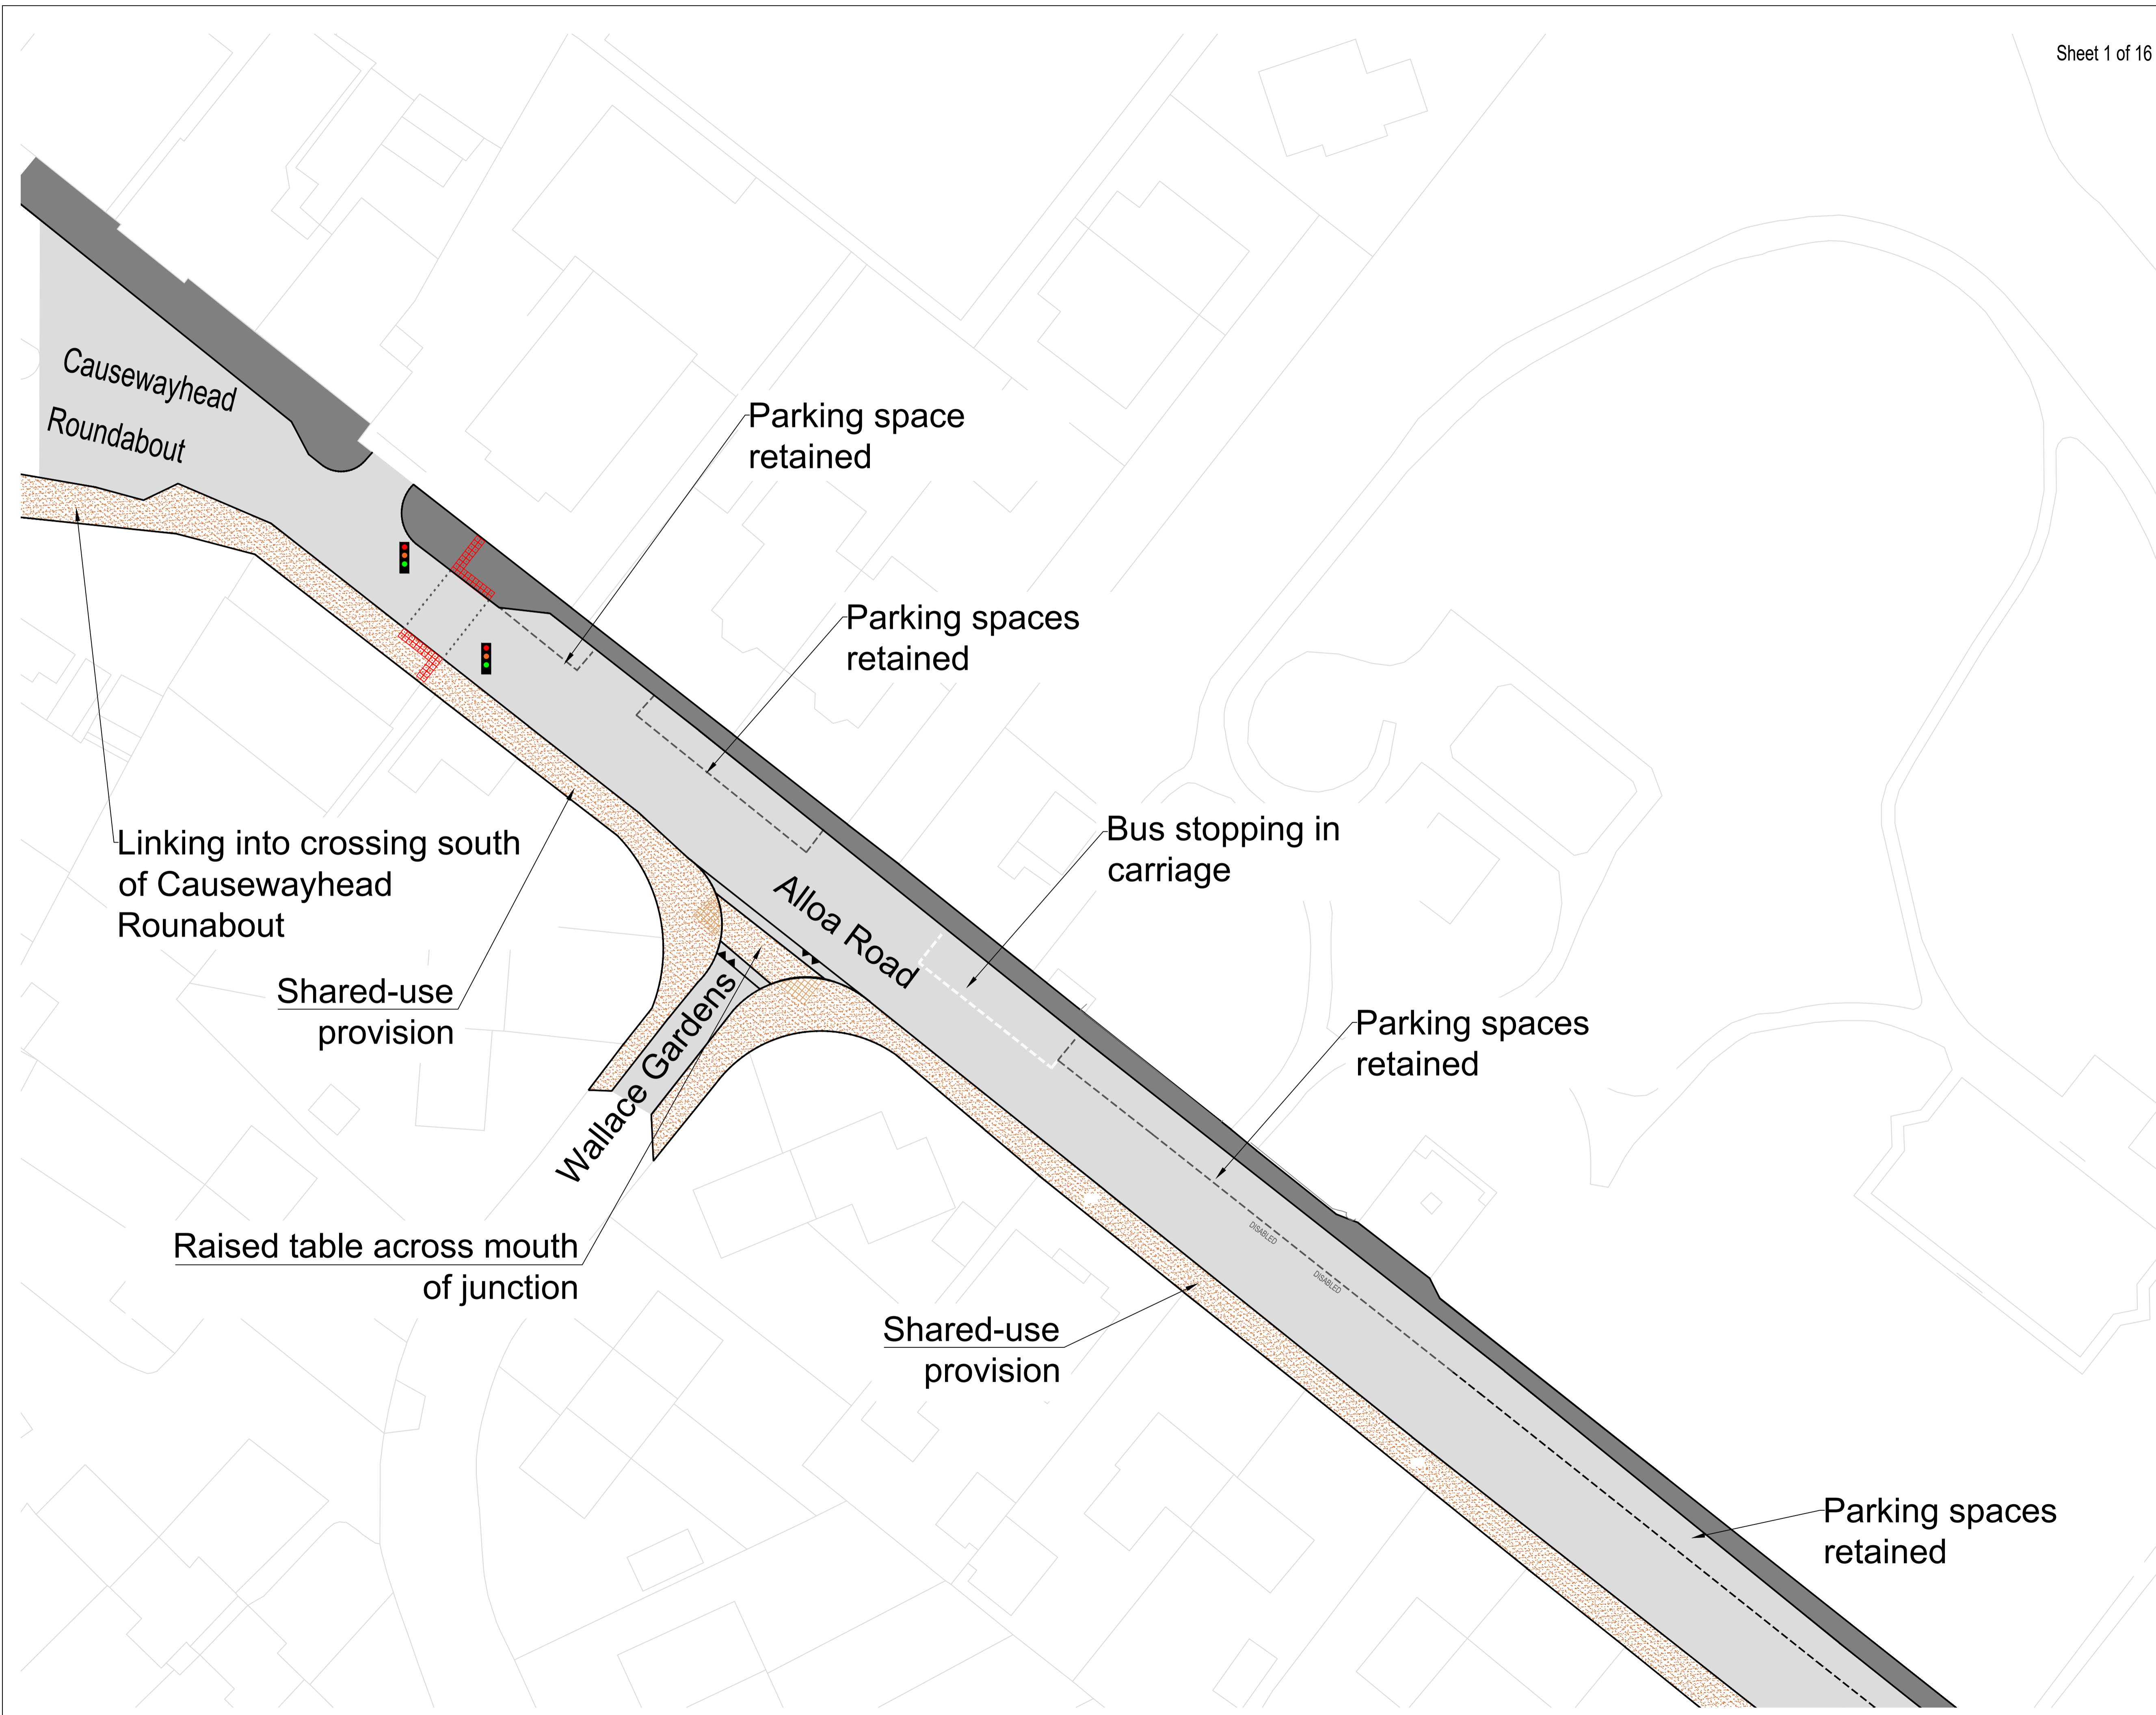 Sheet 1 of 16
Causewayhead
Roundabout
Parking space
retained
Parking spaces
retained
Bus stopping in
carriage
Linking into crossing south
of Causewayhead
Rounabout
Alloa Road
Shared-use
provision
Wallace Gardens
Parking spaces
retained
Raised table across mouth
of junction
DISABLED
DISABLED
Shared-use
provision
Parking spaces
retained